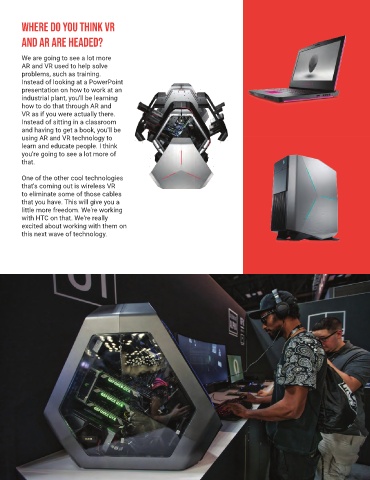 WHERE DO YOU THINK VR
AND AR ARE HEADED?
We are going to see a lot more
AR and VR used to help solve
problems, such as training.
Instead of looking at a PowerPoint
presentation on how to work at an
industrial plant, you'll be learning
how to do that through AR and
VR as if you were actually there.
Instead of sitting in a classroom
and having to get a book, you'll be
using AR and VR technology to
learn and educate people. I think
you're going to see a lot more of
that.
One of the other cool technologies
that's coming out is wireless VR
to eliminate some of those cables
that you have. This will give you a
little more freedom. We're working
with HTC on that. We're really
excited about working with them on
this next wave of technology.
GEFORCE GTX
GEFORCE GTX
GEFORCE GTX